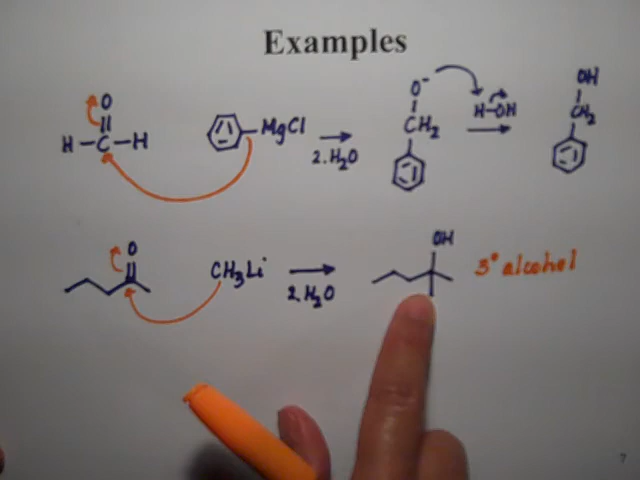 Examples
O
H-C-H
MgCl
2. H₂O
O⁻
CH₂
H-OH
OH
CH₂
O
CH₃Li
2. H₂O
OH
3° alcohol
7